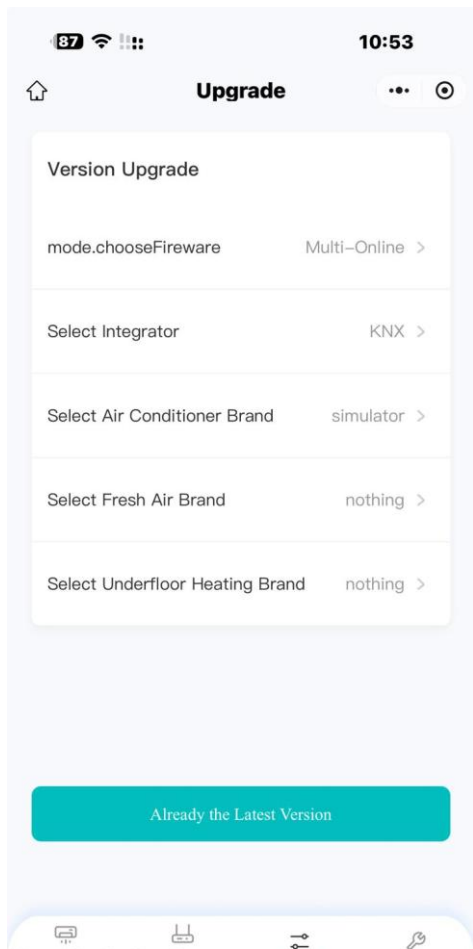 87 10:53
Upgrade
Version Upgrade
mode.chooseFireware Multi-Online >
Select Integrator KNX >
Select Air Conditioner Brand simulator >
Select Fresh Air Brand nothing >
Select Underfloor Heating Brand nothing >
Already the Latest Version